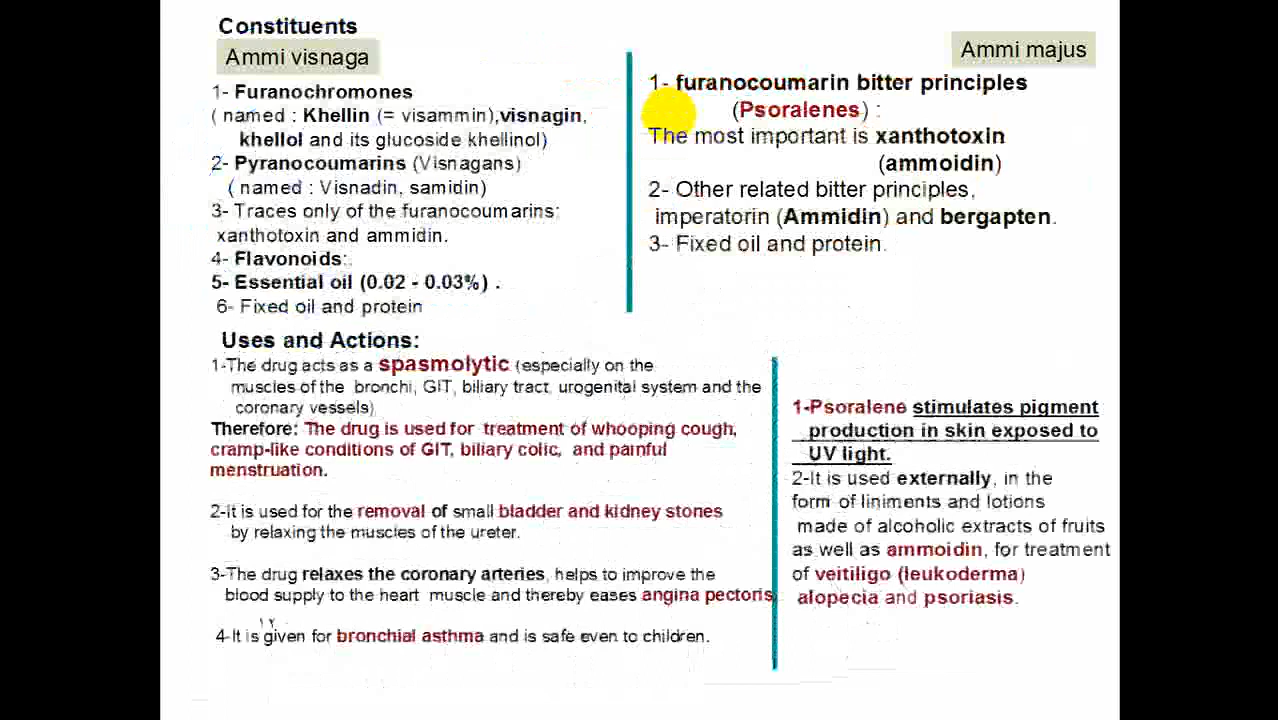 Constituents
Ammi visnaga
1- Furanochromones
( named : Khellin (= visammin),visnagin,
khellol and its glucoside khellinol)
2- Pyranocoumarins (Visnagans)
( named : Visnadin, samidin)
3- Traces only of the furanocoumarins:
xanthotoxin and ammidin.
4- Flavonoids:
5- Essential oil (0.02 - 0.03%) .
6- Fixed oil and protein
Ammi majus
1- furanocoumarin bitter principles
(Psoralenes) :
The most important is xanthotoxin
(ammoidin)
2- Other related bitter principles,
imperatorin (Ammidin) and bergapten.
3- Fixed oil and protein.
Uses and Actions:
1-The drug acts as a spasmolytic (especially on the
muscles of the bronchi, GIT, biliary tract, urogenital system and the
coronary vessels)
Therefore: The drug is used for treatment of whooping cough,
cramp-like conditions of GIT, biliary colic, and painful
menstruation.
2-It is used for the removal of small bladder and kidney stones
by relaxing the muscles of the ureter.
3-The drug relaxes the coronary arteries, helps to improve the
blood supply to the heart muscle and thereby eases angina pectoris
١٢
4-It is given for bronchial asthma and is safe even to children.
1-Psoralene stimulates pigment
production in skin exposed to
UV light.
2-It is used externally, in the
form of liniments and lotions
made of alcoholic extracts of fruits
as well as ammoidin, for treatment
of veitiligo (leukoderma)
alopecia and psoriasis.